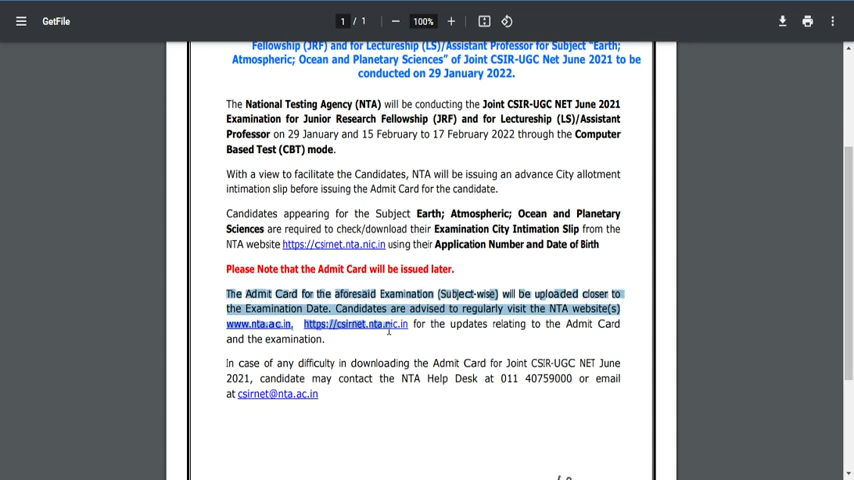 GetFile
1 / 1
100%
Fellowship (JRF) and for Lectureship (LS)/Assistant Professor for Subject "Earth;
Atmospheric; Ocean and Planetary Sciences" of Joint CSIR-UGC Net June 2021 to be
conducted on 29 January 2022.
The National Testing Agency (NTA) will be conducting the Joint CSIR-UGC NET June 2021
Examination for Junior Research Fellowship (JRF) and for Lectureship (LS)/Assistant
Professor on 29 January and 15 February to 17 February 2022 through the Computer
Based Test (CBT) mode.
With a view to facilitate the Candidates, NTA will be issuing an advance City allotment
intimation slip before issuing the Admit Card for the candidate.
Candidates appearing for the Subject Earth; Atmospheric; Ocean and Planetary
Sciences are required to check/download their Examination City Intimation Slip from the
NTA website https://csirnet.nta.nic.in using their Application Number and Date of Birth
Please Note that the Admit Card will be issued later.
The Admit Card for the aforesaid Examination (Subject-wise) will be uploaded closer to
the Examination Date. Candidates are advised to regularly visit the NTA website(s)
www.nta.ac.in, https://csirnet.nta.nic.in for the updates relating to the Admit Card
and the examination.
In case of any difficulty in downloading the Admit Card for Joint CSIR-UGC NET June
2021, candidate may contact the NTA Help Desk at 011 40759000 or email
at csirnet@nta.ac.in